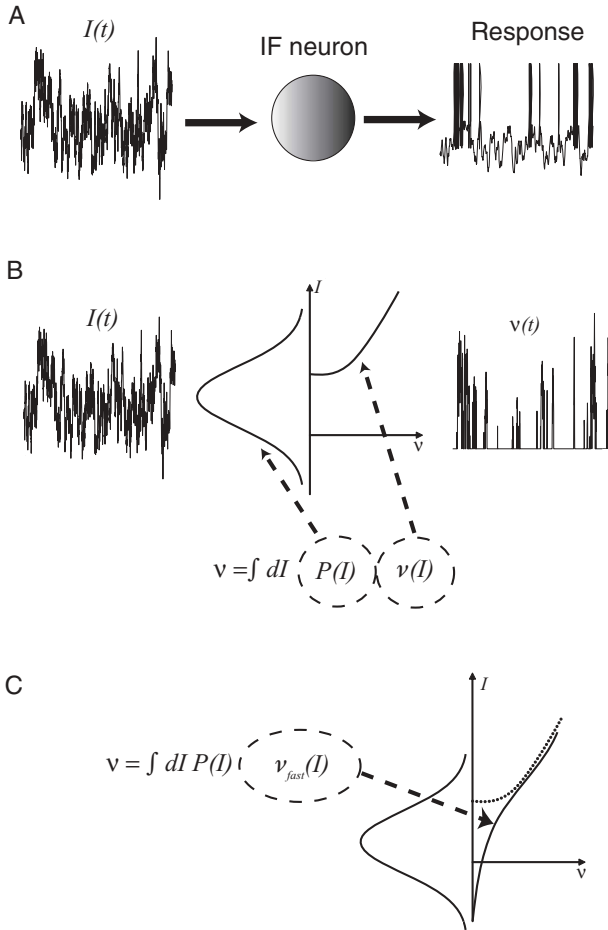 A
I(t)
IF neuron
Response
B
I(t)
I
ν(t)
ν
ν = ∫ dI P(I) ν(I)
C
I
ν = ∫ dI P(I) ν_fast(I)
ν